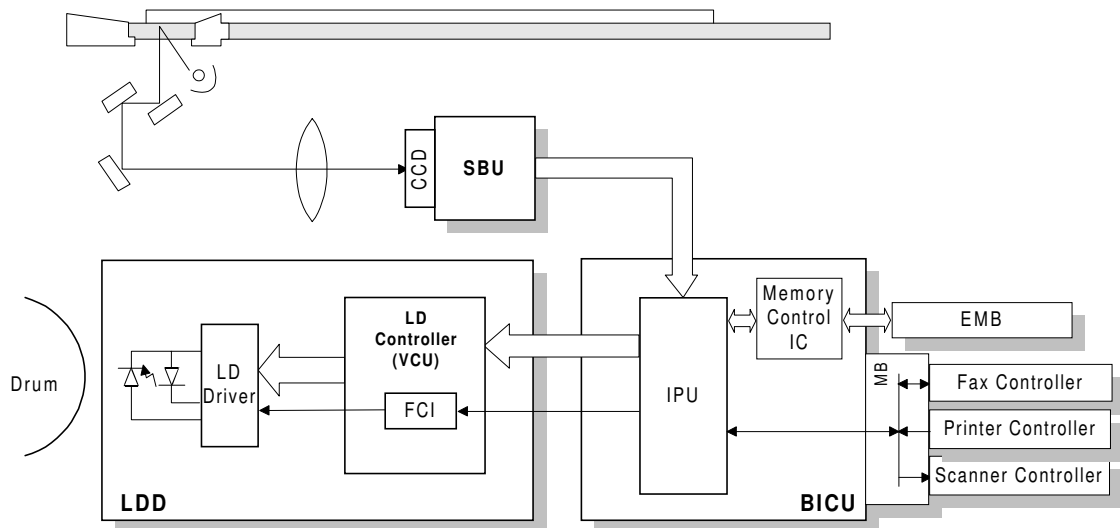 CCD
SBU
LD
Controller
(VCU)
Memory
Control
IC
EMB
Drum
LD
Driver
FCI
IPU
MB
Fax Controller
Printer Controller
Scanner Controller
LDD
BICU